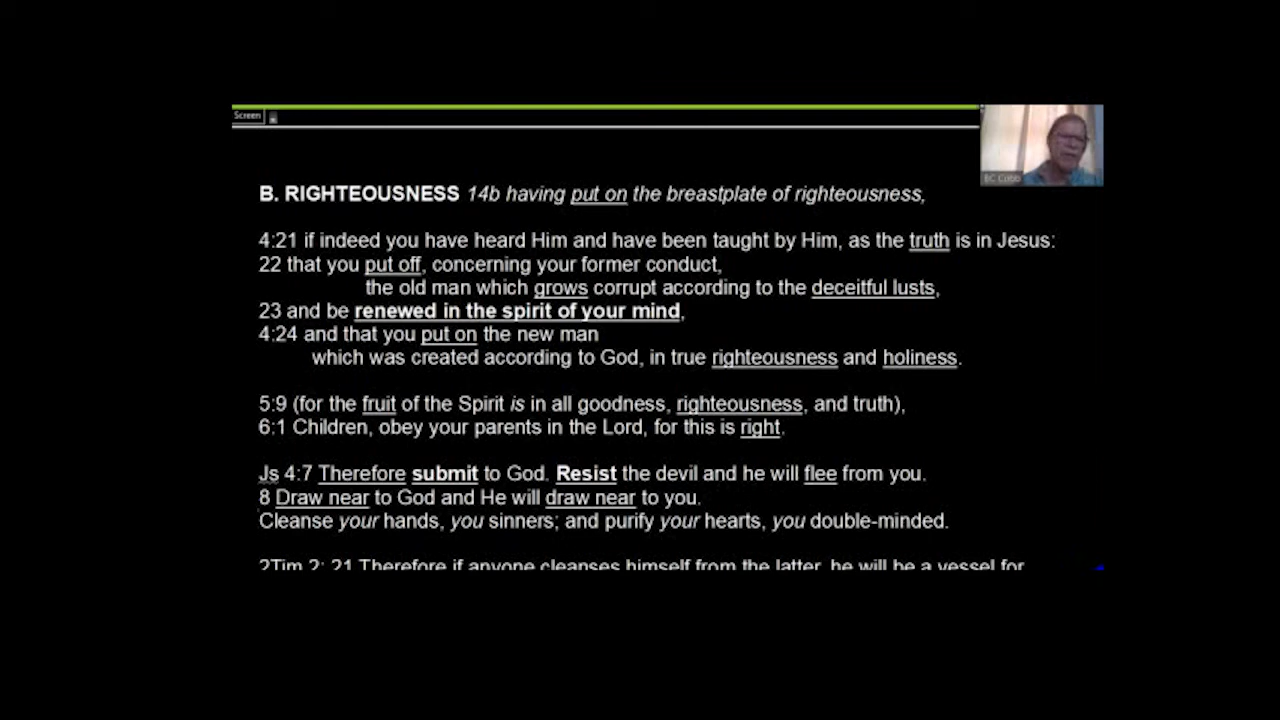 Screen
B. RIGHTEOUSNESS 14b having put on the breastplate of righteousness,
4:21 if indeed you have heard Him and have been taught by Him, as the truth is in Jesus:
22 that you put off, concerning your former conduct,
the old man which grows corrupt according to the deceitful lusts,
23 and be renewed in the spirit of your mind,
4:24 and that you put on the new man
which was created according to God, in true righteousness and holiness.
5:9 (for the fruit of the Spirit is in all goodness, righteousness, and truth),
6:1 Children, obey your parents in the Lord, for this is right.
Js 4:7 Therefore submit to God. Resist the devil and he will flee from you.
8 Draw near to God and He will draw near to you.
Cleanse your hands, you sinners; and purify your hearts, you double-minded.
2Tim 2: 21 Therefore if anyone cleanses himself from the latter, he will be a vessel for